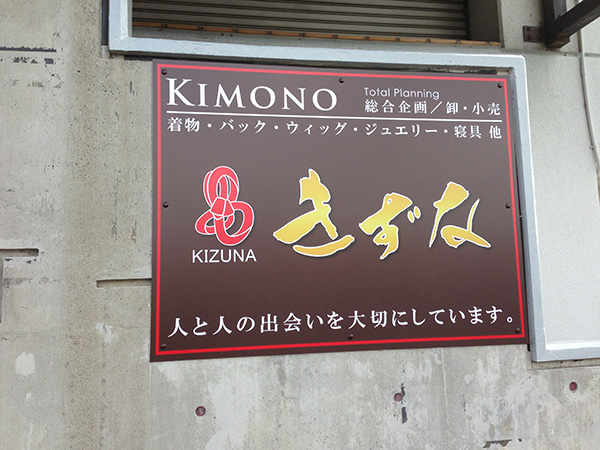 KIMONO
Total Planning
総合企画／卸・小売
着物・バック・ウィッグ・ジュエリー・寝具 他
KIZUNA
きずな
人と人の出会いを大切にしています。